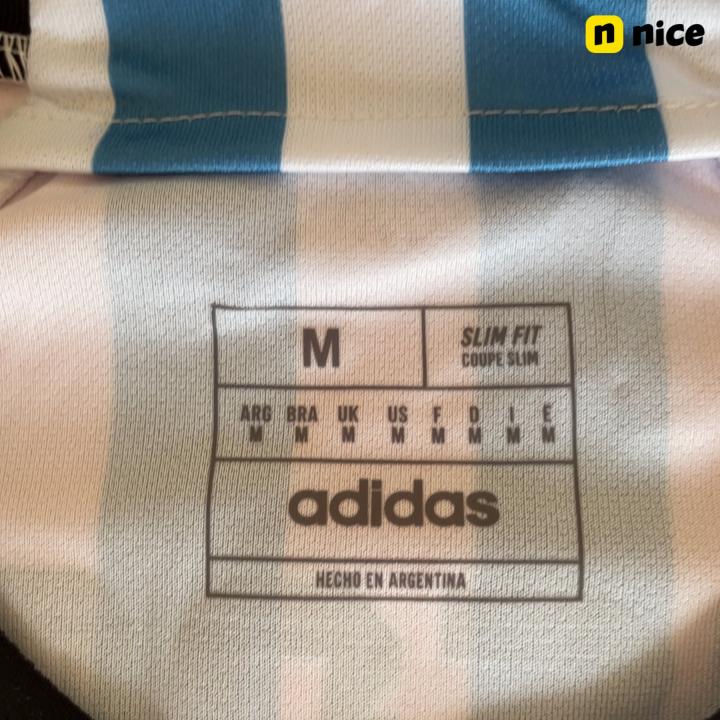 n nice
M
SLIM FIT
COUPE SLIM
ARG BRA UK US F D I E
M M M M M M M M
adidas
HECHO EN ARGENTINA